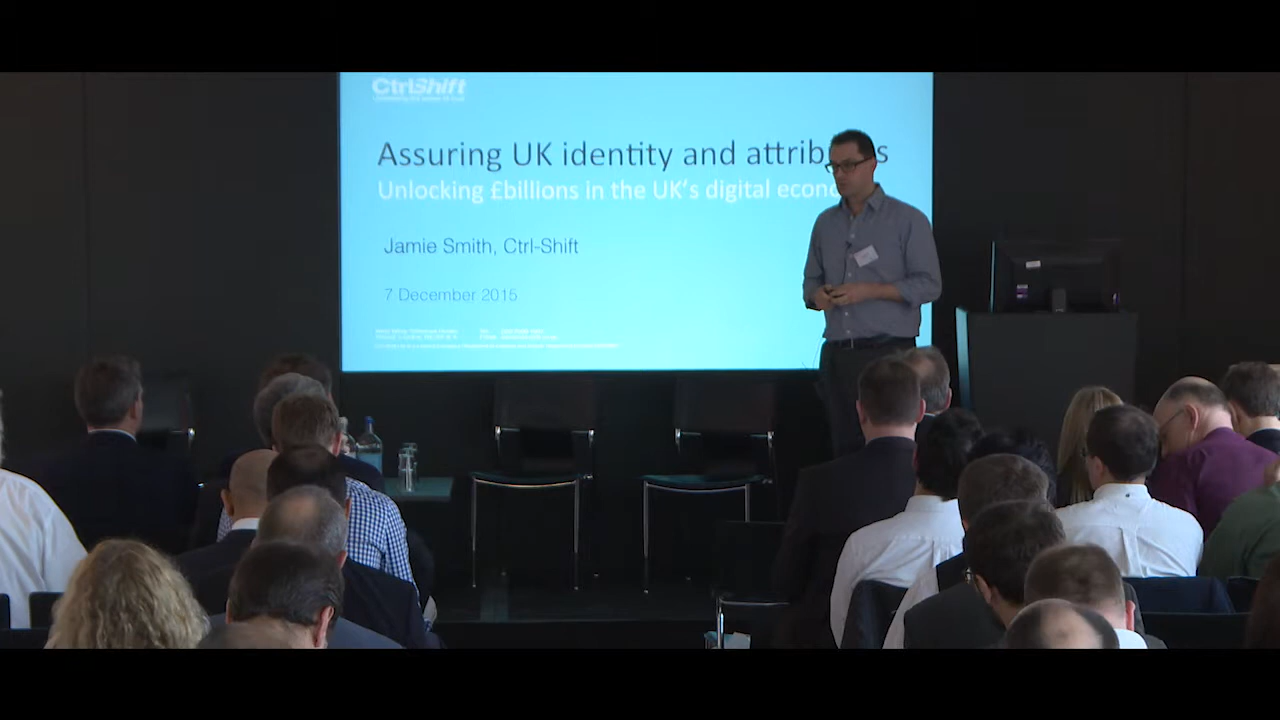 CtrlShift
Assuring UK identity and attrib s
Unlocking £billions in the UK's digital econo
Jamie Smith, Ctrl-Shift
7 December 2015